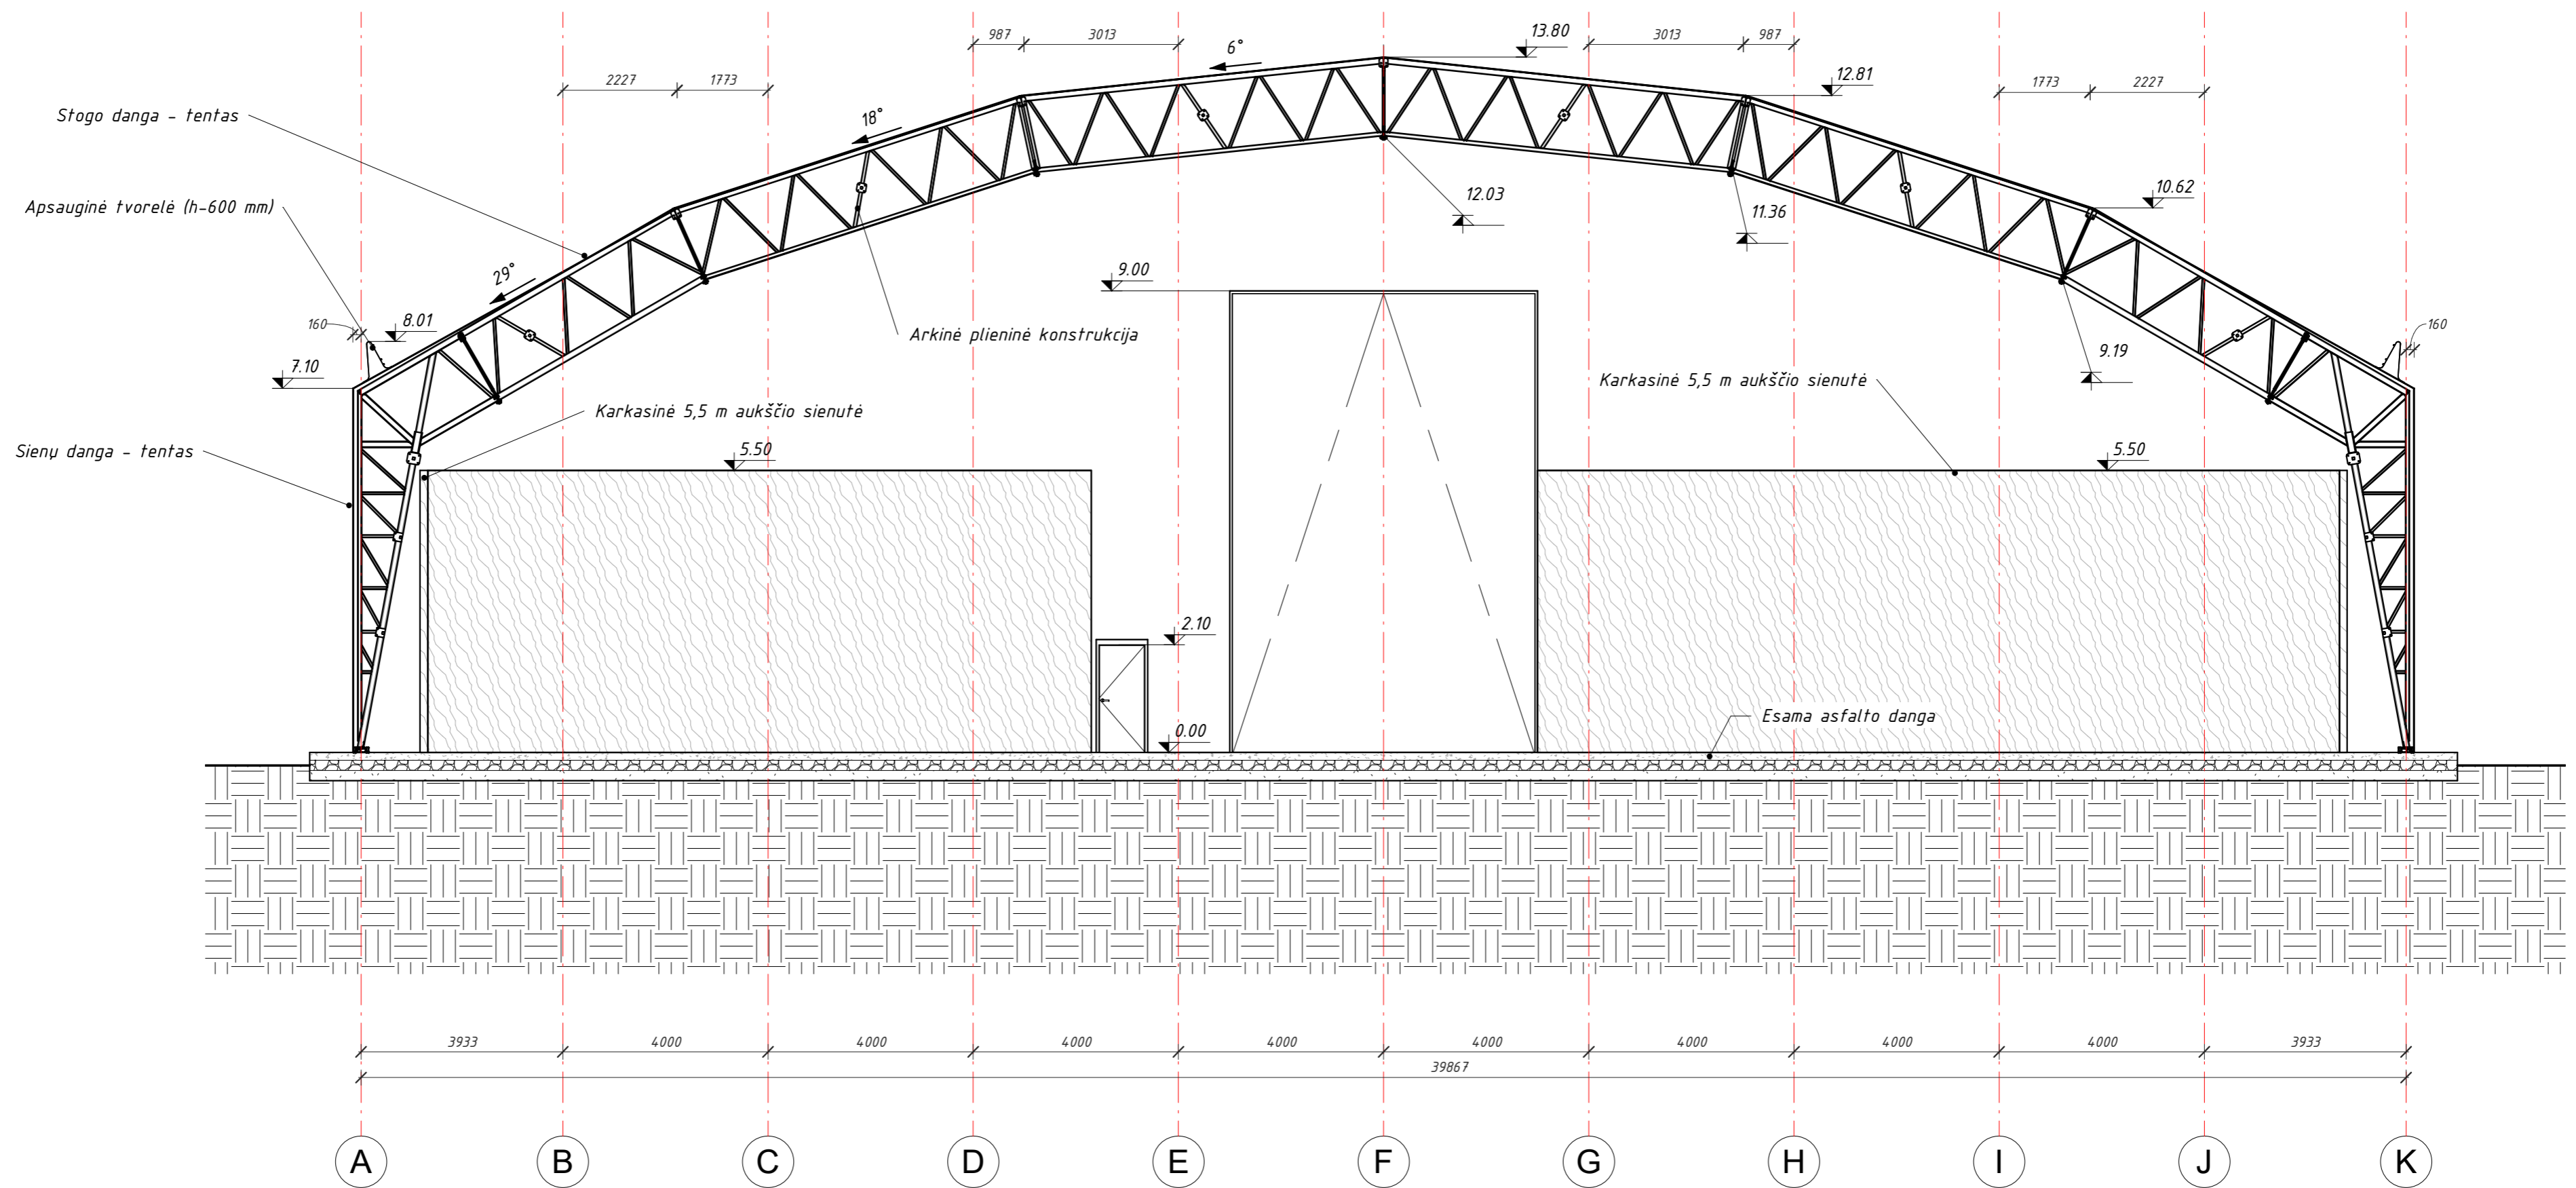 987
3013
6°
13.80
3013
987
2227
1773
12.81
1773
2227
Stogo danga - tentas
18°
Apsauginė tvorelė (h-600 mm)
12.03
11.36
10.62
29°
9.00
160
8.01
Arkinė plieninė konstrukcija
160
7.10
9.19
Karkasinė 5,5 m aukščio sienutė
Karkasinė 5,5 m aukščio sienutė
Sienų danga - tentas
5.50
5.50
2.10
0.00
Esama asfalto danga
3933
4000
4000
4000
4000
4000
4000
4000
4000
3933
39867
A
B
C
D
E
F
G
H
I
J
K